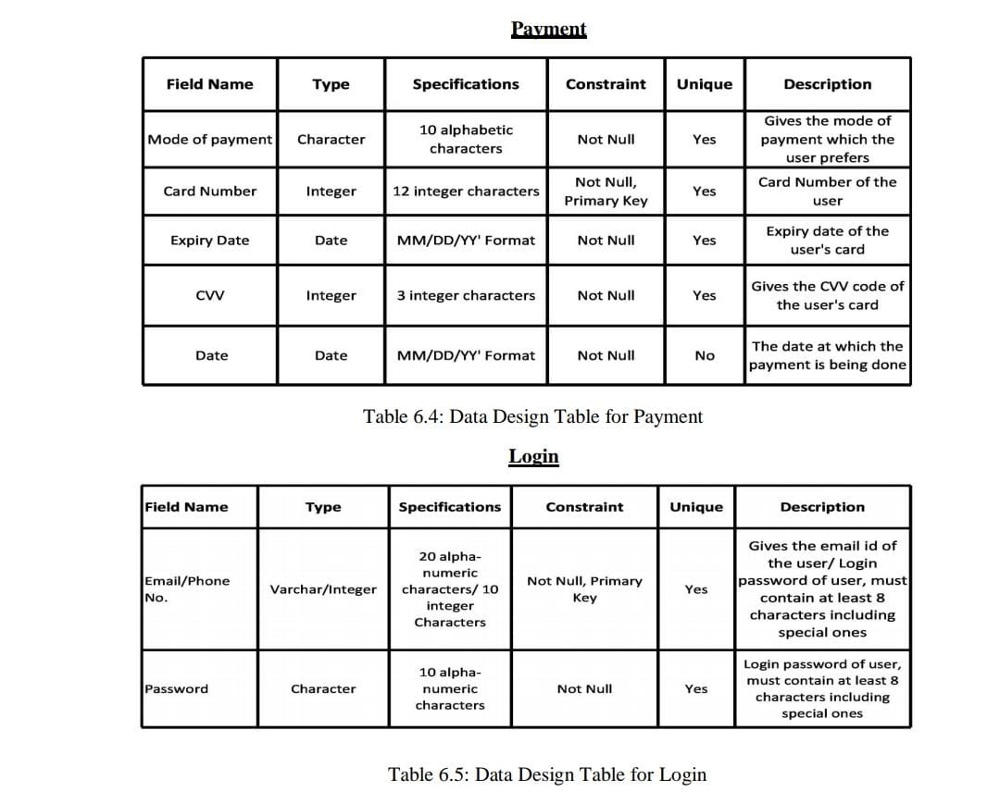 Payment
Field Name Type Specifications Constraint Unique Description
Mode of payment Character 10 alphabetic characters Not Null Yes Gives the mode of payment which the user prefers
Card Number Integer 12 integer characters Not Null, Primary Key Yes Card Number of the user
Expiry Date Date MM/DD/YY' Format Not Null Yes Expiry date of the user's card
CVV Integer 3 integer characters Not Null Yes Gives the CVV code of the user's card
Date Date MM/DD/YY' Format Not Null No The date at which the payment is being done
Table 6.4: Data Design Table for Payment
Login
Field Name Type Specifications Constraint Unique Description
Email/Phone No. Varchar/Integer 20 alpha-numeric characters/ 10 integer Characters Not Null, Primary Key Yes Gives the email id of the user/ Login password of user, must contain at least 8 characters including special ones
Password Character 10 alpha-numeric characters Not Null Yes Login password of user, must contain at least 8 characters including special ones
Table 6.5: Data Design Table for Login